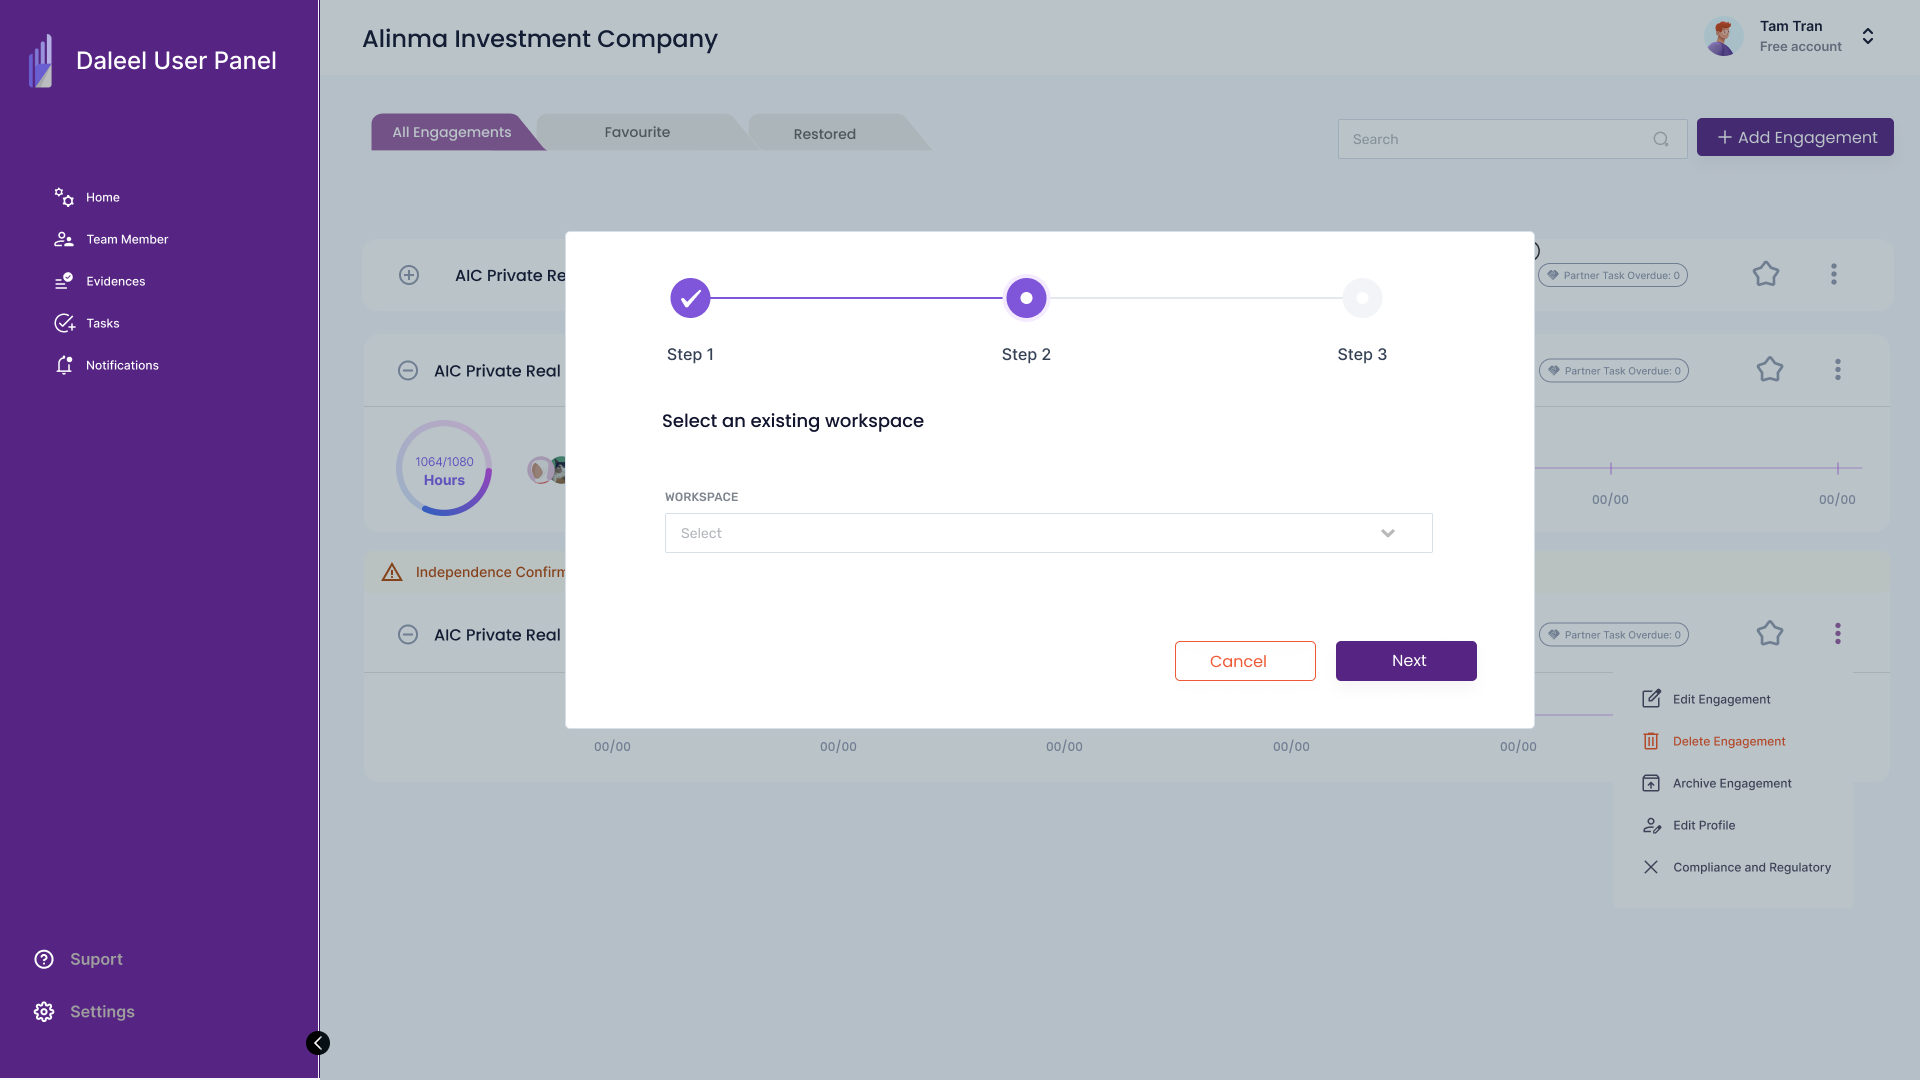 Daleel User Panel
Home
Team Member
Evidences
Tasks
Notifications
Suport
Settings
Alinma Investment Company
Tam Tran
Free account
All Engagements
Favourite
Restored
Search
+ Add Engagement
AIC Private Re
Partner Task Overdue: 0
AIC Private Real
Partner Task Overdue: 0
1064/1080
Hours
00/00
00/00
Independence Confirm
AIC Private Real
Partner Task Overdue: 0
00/00
00/00
00/00
00/00
00/00
Edit Engagement
Delete Engagement
Archive Engagement
Edit Profile
Compliance and Regulatory
Step 1
Step 2
Step 3
Select an existing workspace
WORKSPACE
Select
Cancel
Next